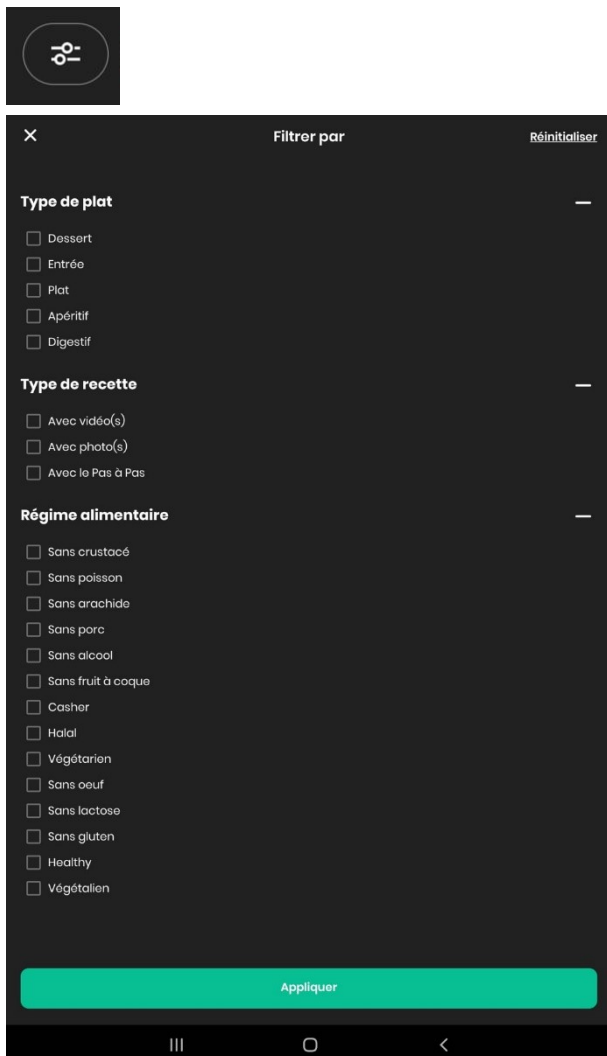 Filtrer par
Réinitialiser
Type de plat
Dessert
Entrée
Plat
Apéritif
Digestif
Type de recette
Avec vidéo(s)
Avec photo(s)
Avec le Pas à Pas
Régime alimentaire
Sans crustacé
Sans poisson
Sans arachide
Sans porc
Sans alcool
Sans fruit à coque
Casher
Halal
Végétarien
Sans oeuf
Sans lactose
Sans gluten
Healthy
Végétalien
Appliquer